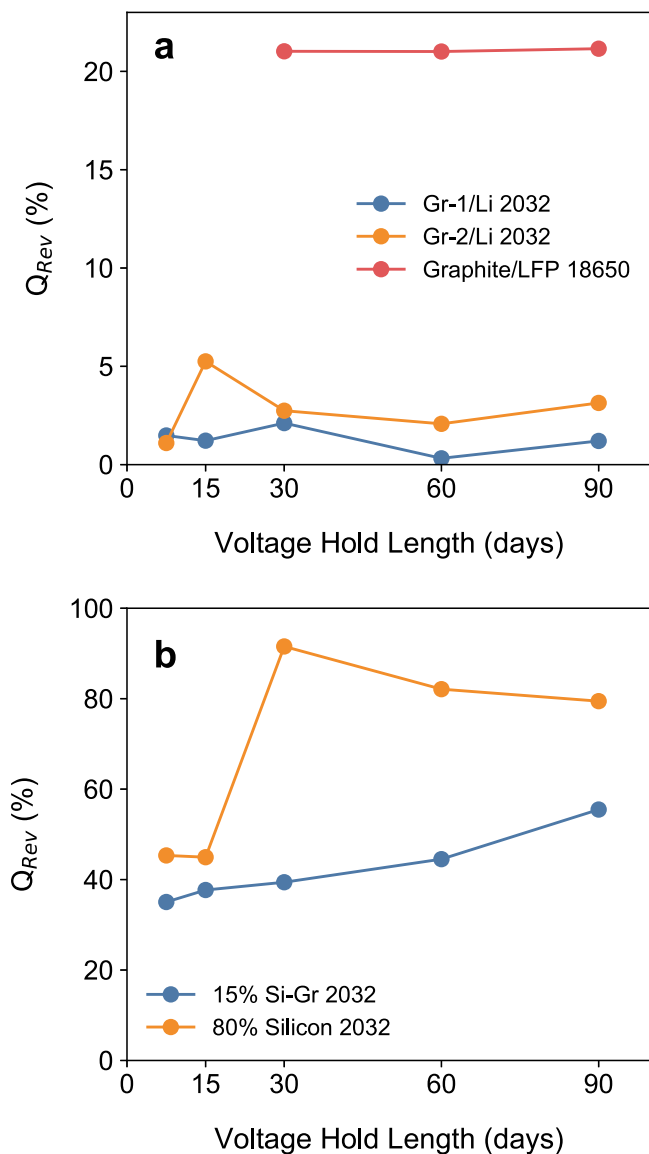 a
20
15
10
5
0
Q_Rev (%)
Gr-1/Li 2032
Gr-2/Li 2032
Graphite/LFP 18650
0 15 30 60 90
Voltage Hold Length (days)
b
100
80
60
40
20
0
Q_Rev (%)
15% Si-Gr 2032
80% Silicon 2032
0 15 30 60 90
Voltage Hold Length (days)